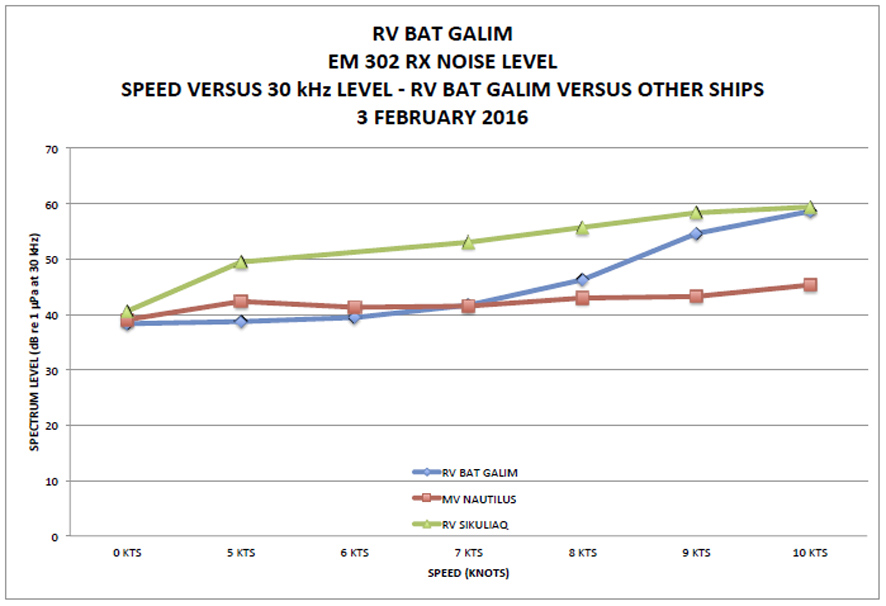 RV BAT GALIM
EM 302 RX NOISE LEVEL
SPEED VERSUS 30 kHz LEVEL - RV BAT GALIM VERSUS OTHER SHIPS
3 FEBRUARY 2016
SPECTRUM LEVEL (dB re 1 µPa at 30 kHz)
70
60
50
40
30
20
10
0
RV BAT GALIM
MV NAUTILUS
RV SIKULIAQ
0 KTS
5 KTS
6 KTS
7 KTS
8 KTS
9 KTS
10 KTS
SPEED (KNOTS)